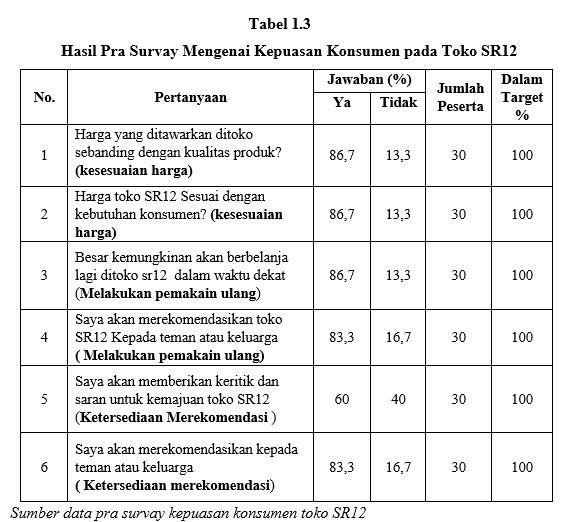 Tabel 1.3
Hasil Pra Survay Mengenai Kepuasan Konsumen pada Toko SR12
No.
Pertanyaan
Jawaban (%)
Ya
Tidak
Jumlah
Peserta
Dalam
Target
%
1
Harga yang ditawarkan ditoko
sebanding dengan kualitas produk?
(kesesuaian harga)
86,7
13,3
30
100
2
Harga toko SR12 Sesuai dengan
kebutuhan konsumen? (kesesuaian
harga)
86,7
13,3
30
100
3
Besar kemungkinan akan berbelanja
lagi ditoko sr12 dalam waktu dekat
(Melakukan pemakain ulang)
86,7
13,3
30
100
4
Saya akan merekomendasikan toko
SR12 Kepada teman atau keluarga
( Melakukan pemakain ulang)
83,3
16,7
30
100
5
Saya akan memberikan keritik dan
saran untuk kemajuan toko SR12
(Ketersediaan Merekomendasi )
60
40
30
100
6
Saya akan merekomendasikan kepada
teman atau keluarga
( Ketersediaan merekomendasi)
83,3
16,7
30
100
Sumber data pra survay kepuasan konsumen toko SR12